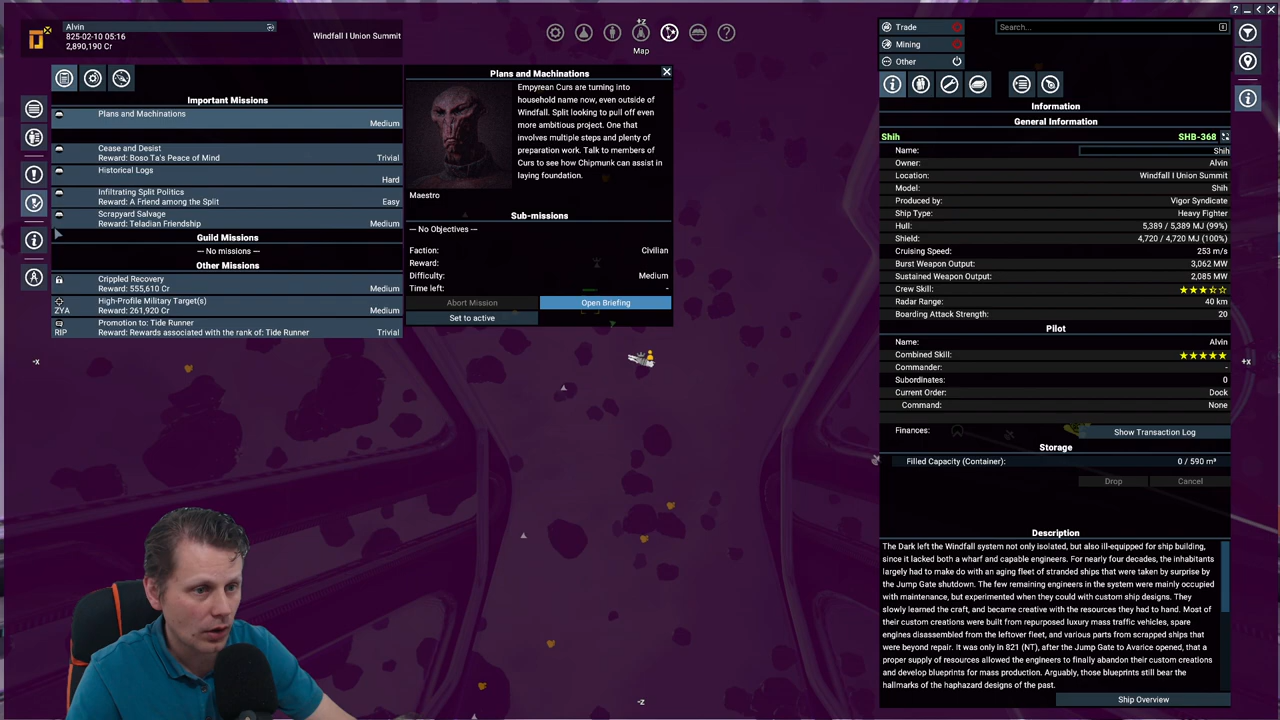 Alvin
825-02-10 05:16
2,890,190 Cr
Windfall I Union Summit
+Z
Map
Important Missions
Plans and Machinations
Medium
Cease and Desist
Reward: Boso Ta's Peace of Mind Trivial
Historical Logs
Hard
Infiltrating Split Politics
Reward: A Friend among the Split Easy
Scrapyard Salvage
Reward: Teladian Friendship Medium
Guild Missions
— No missions —
Other Missions
Crippled Recovery
Reward: 555,610 Cr Medium
High-Profile Military Target(s)
ZYA Reward: 261,920 Cr Medium
Promotion to: Tide Runner
RIP Reward: Rewards associated with the rank of: Tide Runner Trivial
Plans and Machinations
Empyrean Curs are turning into
household name now, even outside of
Windfall. Split looking to pull off even
more ambitious project. One that
involves multiple steps and plenty of
preparation work. Talk to members of
Curs to see how Chipmunk can assist in
laying foundation.
Maestro
Sub-missions
— No Objectives —
Faction: Civilian
Reward:
Difficulty: Medium
Time left: -
Abort Mission Open Briefing
Set to active
-x
+x
-z
Trade
Mining
Other
Search...
Information
General Information
Shih SHB-368
Name: Shih
Owner: Alvin
Location: Windfall I Union Summit
Model: Shih
Produced by: Vigor Syndicate
Ship Type: Heavy Fighter
Hull: 5,389 / 5,389 MJ (99%)
Shield: 4,720 / 4,720 MJ (100%)
Cruising Speed: 253 m/s
Burst Weapon Output: 3,062 MW
Sustained Weapon Output: 2,085 MW
Crew Skill: ★★★☆☆
Radar Range: 40 km
Boarding Attack Strength: 20
Pilot
Name: Alvin
Combined Skill: ★★★★★
Commander: -
Subordinates: 0
Current Order: Dock
Command: None
Finances: Show Transaction Log
Storage
Filled Capacity (Container): 0 / 590 m³
Drop Cancel
Description
The Dark left the Windfall system not only isolated, but also ill-equipped for ship building,
since it lacked both a wharf and capable engineers. For nearly four decades, the inhabitants
largely had to make do with an aging fleet of stranded ships that were taken by surprise by
the Jump Gate shutdown. The few remaining engineers in the system were mainly occupied
with maintenance, but experimented when they could with custom ship designs. They
slowly learned the craft, and became creative with the resources they had to hand. Most of
their custom creations were built from repurposed luxury mass traffic vehicles, spare
engines disassembled from the leftover fleet, and various parts from scrapped ships that
were beyond repair. It was only in 821 (NT), after the Jump Gate to Avarice opened, that a
proper supply of resources allowed the engineers to finally abandon their custom creations
and develop blueprints for mass production. Arguably, those blueprints still bear the
hallmarks of the haphazard designs of the past.
Ship Overview